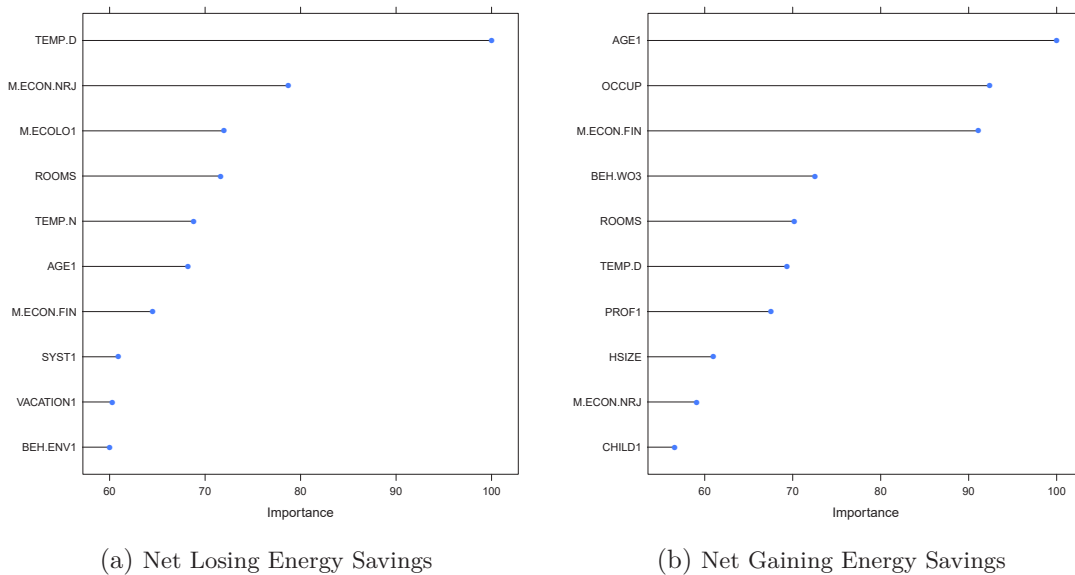 TEMP.D
M.ECON.NRJ
M.ECOLO1
ROOMS
TEMP.N
AGE1
M.ECON.FIN
SYST1
VACATION1
BEH.ENV1
60 70 80 90 100
Importance
(a) Net Losing Energy Savings
AGE1
OCCUP
M.ECON.FIN
BEH.WO3
ROOMS
TEMP.D
PROF1
HSIZE
M.ECON.NRJ
CHILD1
60 70 80 90 100
Importance
(b) Net Gaining Energy Savings